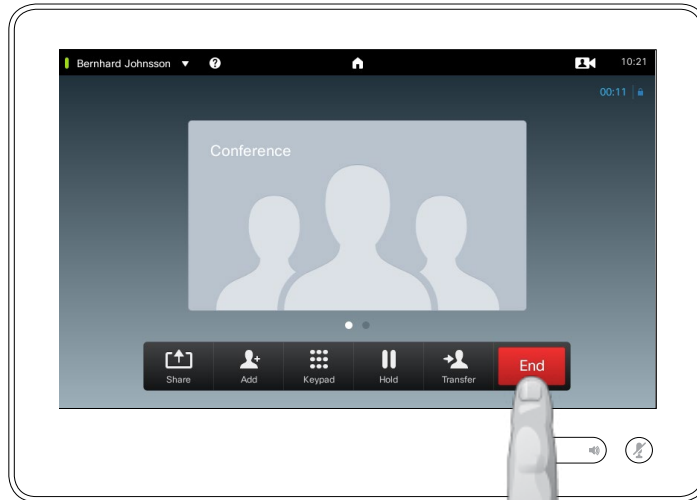 Bernhard Johnsson
?
10:21
00:11
Conference
Share
Add
Keypad
Hold
Transfer
End